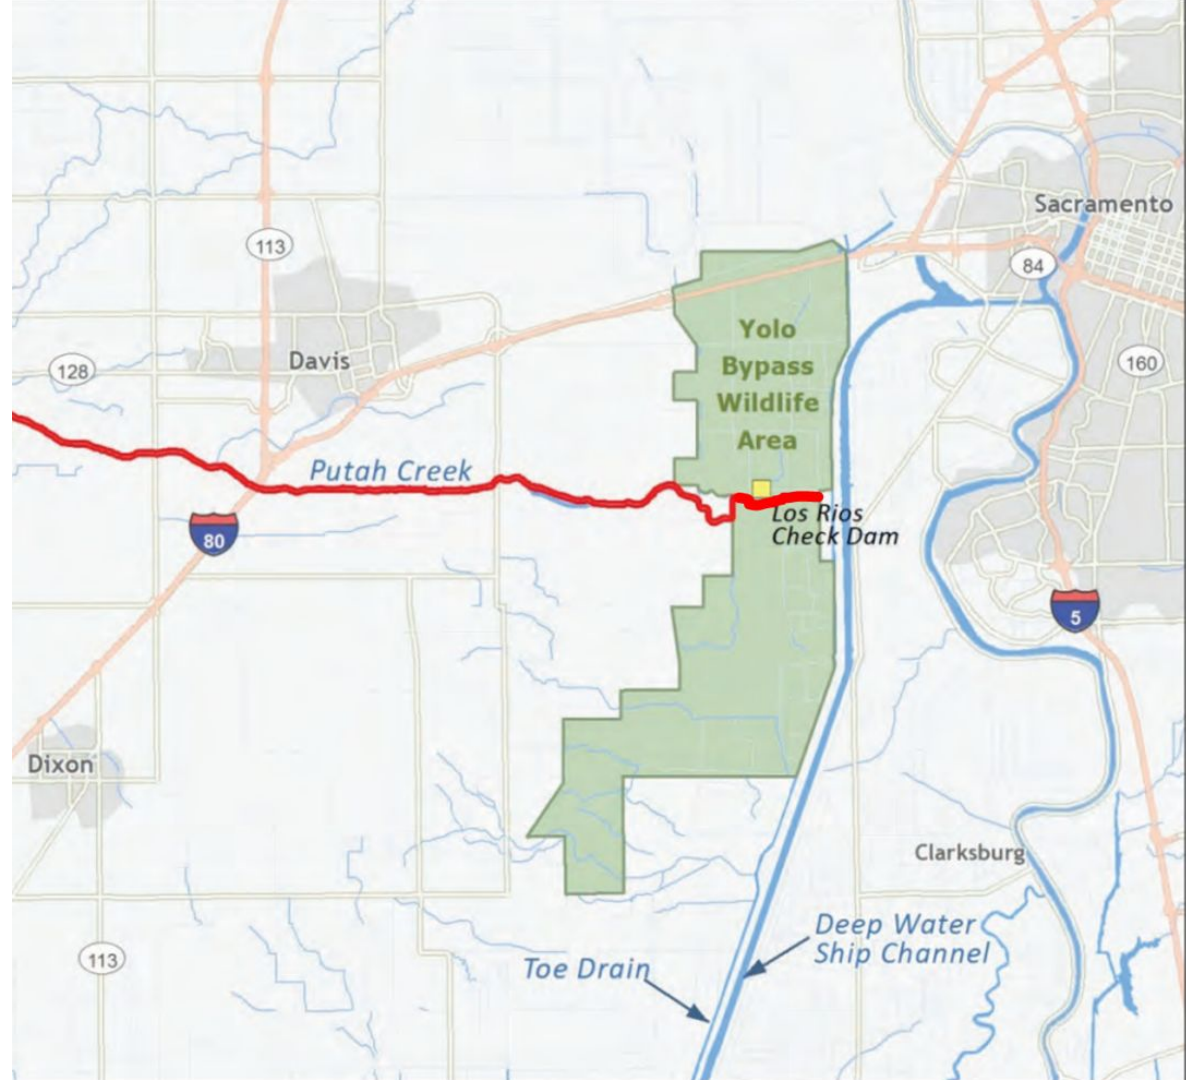 Sacramento
113
84
Yolo
Bypass
Wildlife
Area
Davis
128
160
Putah Creek
Los Rios
Check Dam
80
5
Dixon
Clarksburg
Deep Water
Ship Channel
Toe Drain
113